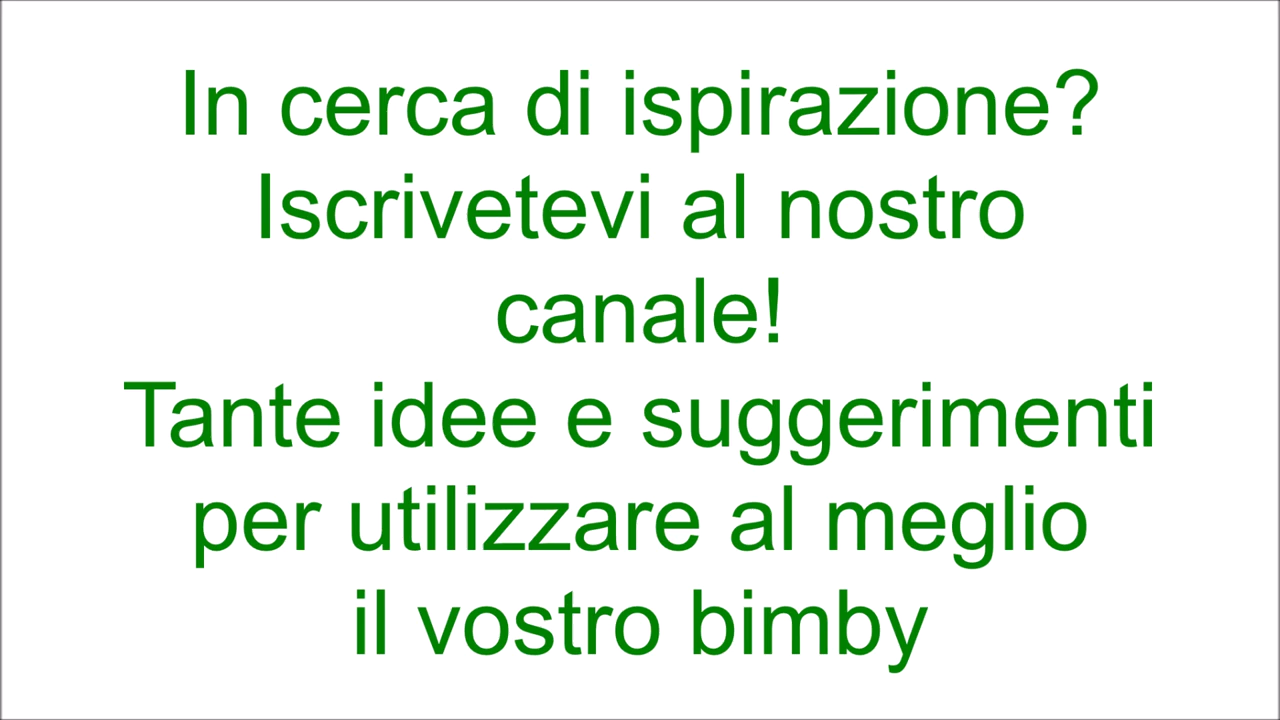 In cerca di ispirazione?
Iscrivetevi al nostro
canale!
Tante idee e suggerimenti
per utilizzare al meglio
il vostro bimby